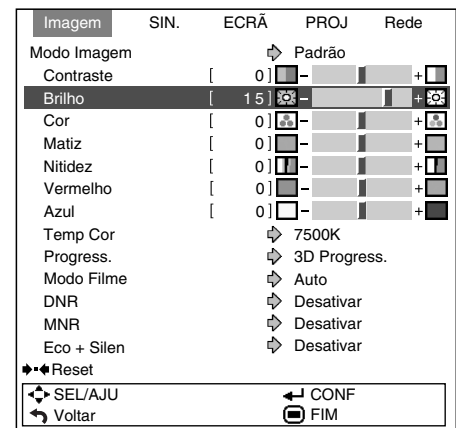 Imagem SIN. ECRÃ PROJ Rede
Modo Imagem Padrão
Contraste [ 0 ] - +
Brilho [ 15 ] - +
Cor [ 0 ] - +
Matiz [ 0 ] - +
Nitidez [ 0 ] - +
Vermelho [ 0 ] - +
Azul [ 0 ] - +
Temp Cor 7500K
Progress. 3D Progress.
Modo Filme Auto
DNR Desativar
MNR Desativar
Eco + Silen Desativar
Reset
SEL/AJU CONF
Voltar FIM